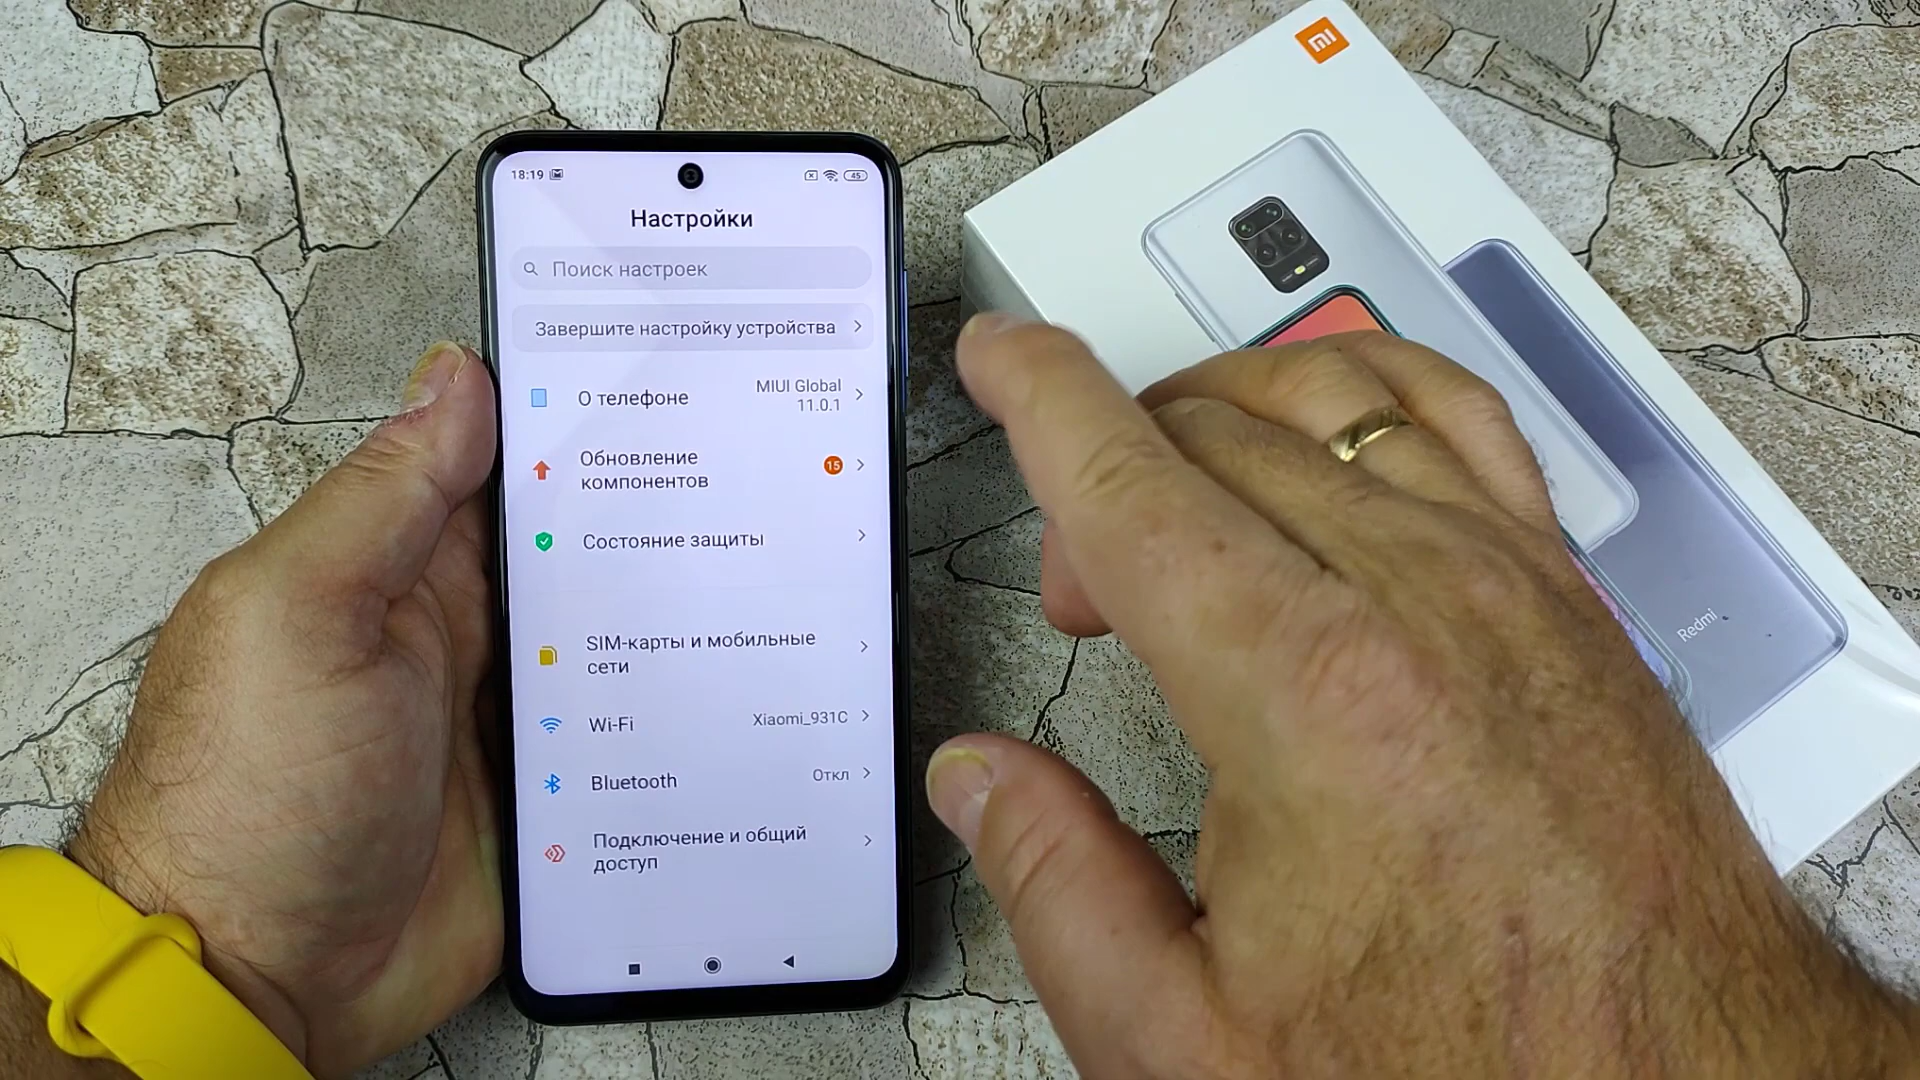 18:19
45
Настройки
Поиск настроек
Завершите настройку устройства
О телефоне
MIUI Global
11.0.1
Обновление
компонентов
15
Состояние защиты
SIM-карты и мобильные
сети
Wi-Fi
Xiaomi_931C
Bluetooth
Откл
Подключение и общий
доступ
mi
Redmi